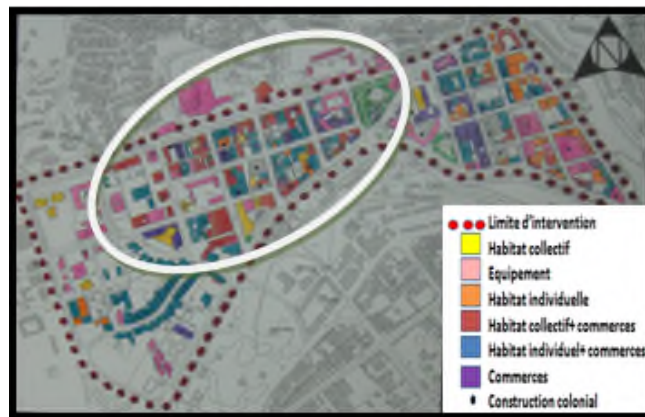 N
Limite d'intervention
Habitat collectif
Equipement
Habitat individuelle
Habitat collectif+ commerces
Habitat individuel+ commerces
Commerces
Construction colonial